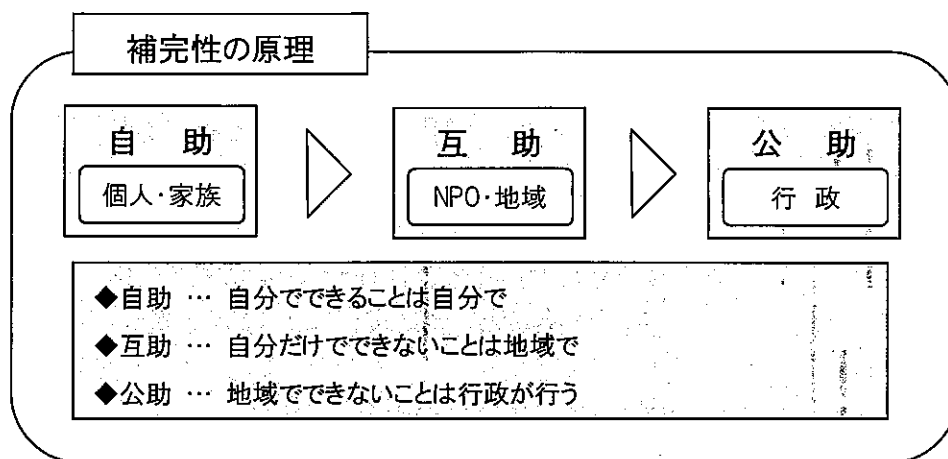 補完性の原理
自 助
互 助
公 助
個人・家族
NPO・地域
行 政
◆自助 … 自分でできることは自分で
◆互助 … 自分だけでできないことは地域で
◆公助 … 地域でできないことは行政が行う